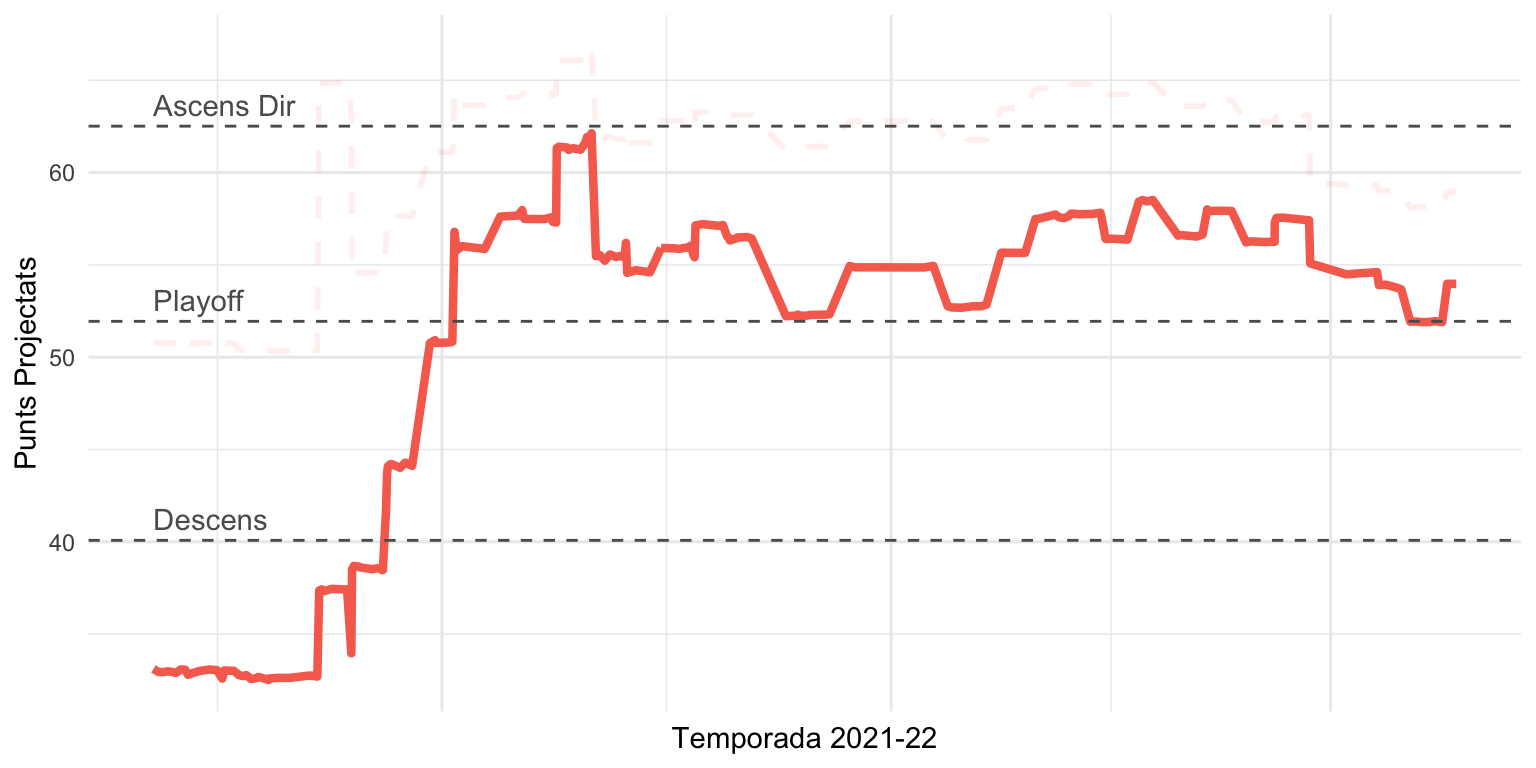 Ascens Dir
60
Playoff
50
Descens
40
Punts Projectats
Temporada 2021-22